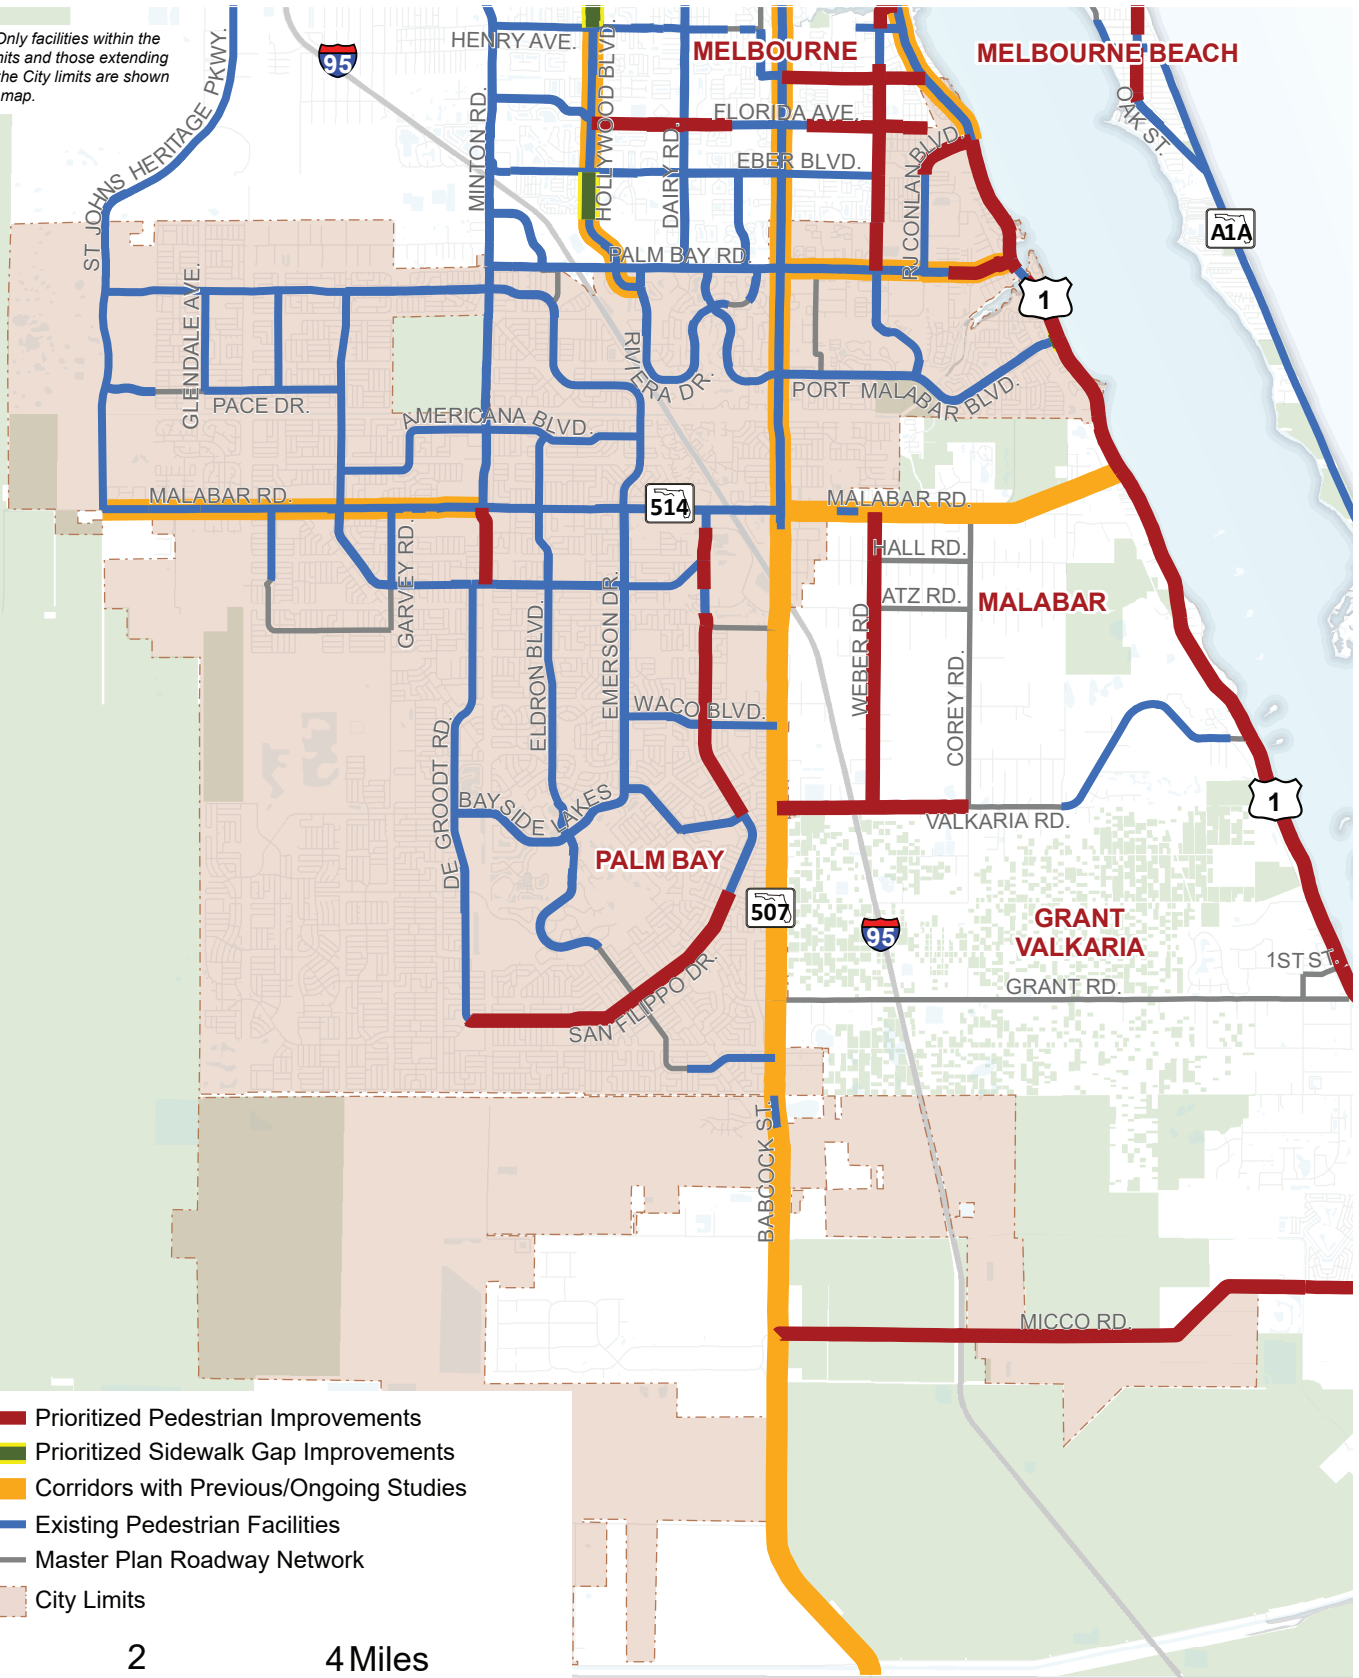 Only facilities within the
nits and those extending
he City limits are shown
map.
ST JOHNS HERITAGE PKWY.
95
HENRY AVE.
MINTON RD.
HOLLYWOOD BLVD.
DAIRY RD.
MELBOURNE
MELBOURNE BEACH
OAK ST.
FLORIDA AVE.
EBER BLVD.
RJ CONLAN BLVD.
A1A
PALM BAY RD.
1
GLENDALE AVE.
PACE DR.
RIVIERA DR.
AMERICANA BLVD.
PORT MALABAR BLVD.
MALABAR RD.
514
MALABAR RD.
GARVEY RD.
ELDRON BLVD.
EMERSON DR.
HALL RD.
ATZ RD.
MALABAR
WEBER RD
COREY RD.
WACO BLVD.
DE GROODT RD.
BAYSIDE LAKES
VALKARIA RD.
1
PALM BAY
507
95
GRANT
VALKARIA
1ST ST.
GRANT RD.
SAN FILIPPO DR.
BABCOCK ST.
MICCO RD.
Prioritized Pedestrian Improvements
Prioritized Sidewalk Gap Improvements
Corridors with Previous/Ongoing Studies
Existing Pedestrian Facilities
Master Plan Roadway Network
City Limits
2 4 Miles